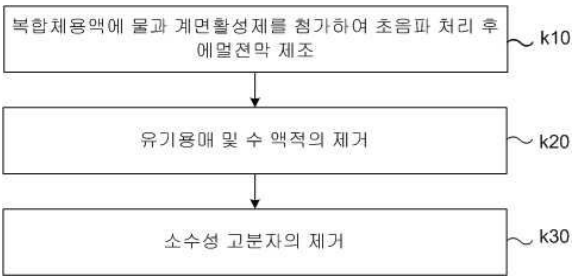 복합체용액에 물과 계면활성제를 첨가하여 초음파 처리 후
에멀젼막 제조
k10
유기용매 및 수 액적의 제거
k20
소수성 고분자의 제거
k30